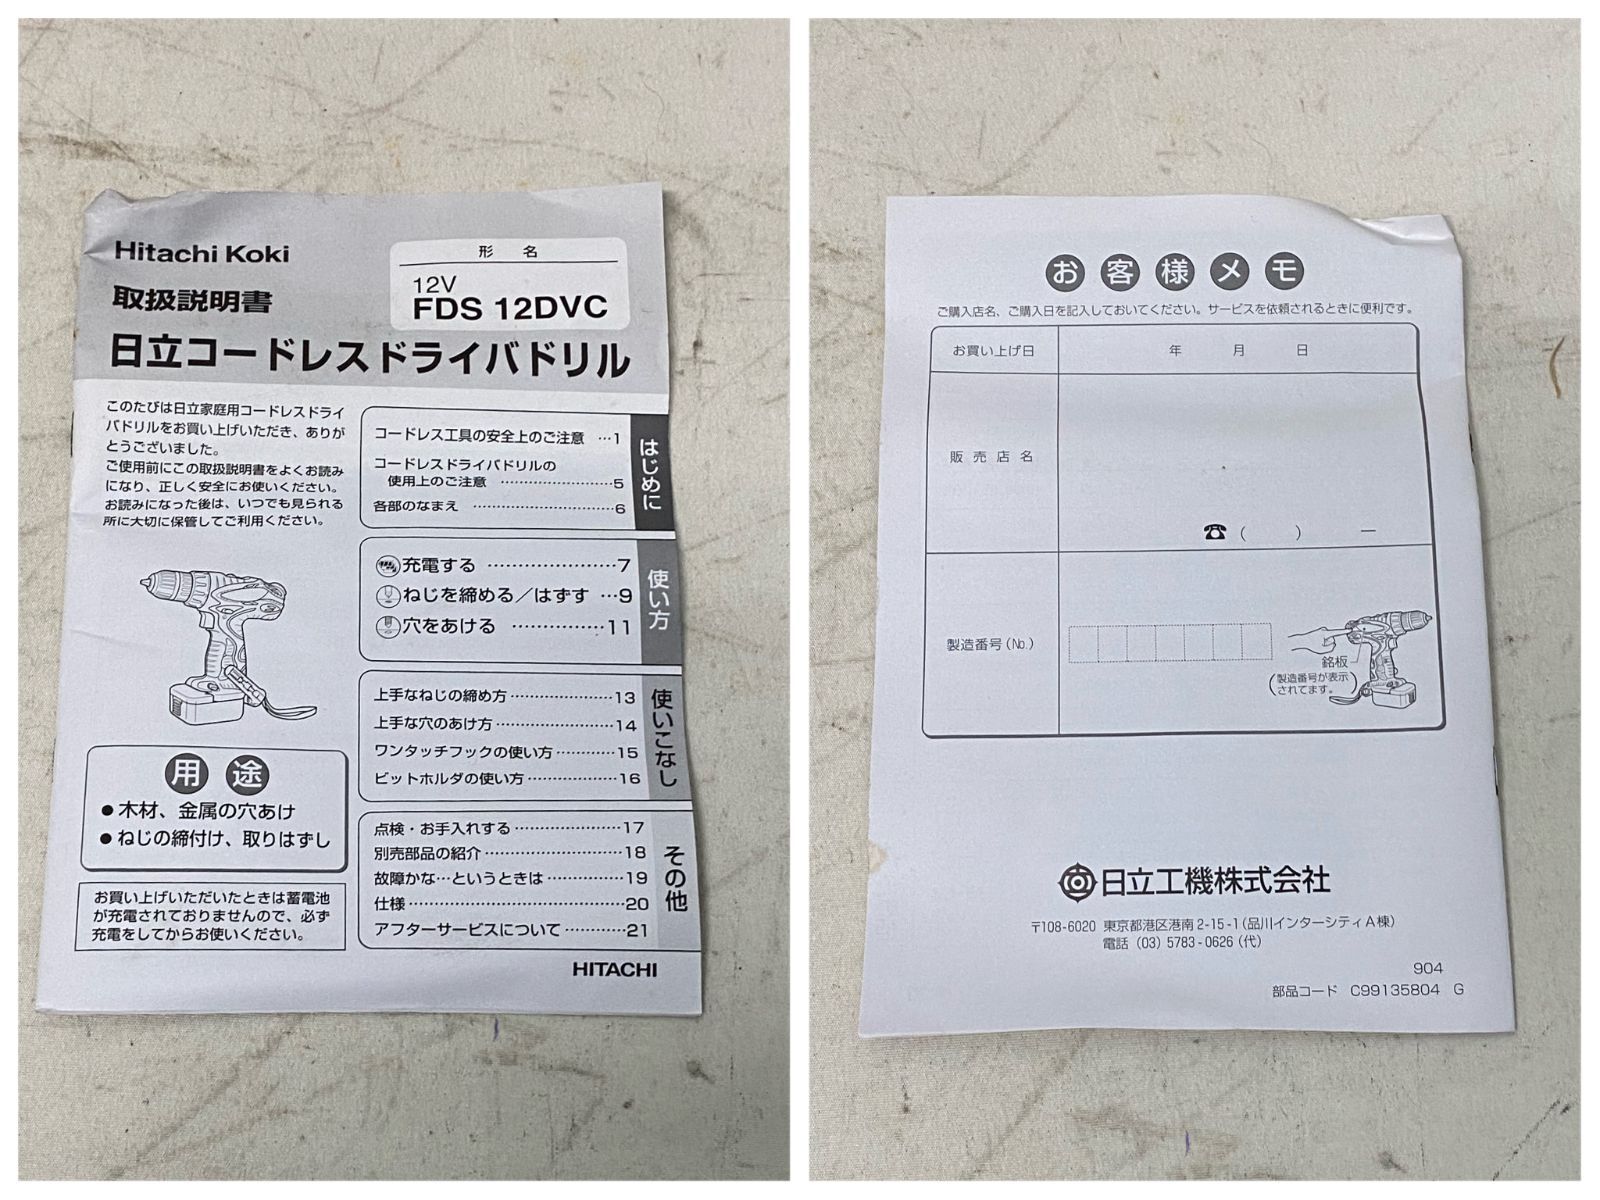 Hitachi Koki
取扱説明書
形 名
12V
FDS 12DVC
日立コードレスドライバドリル
このたびは日立家庭用コードレスドライ
バドリルをお買い上げいただき、ありが
とうございました。
ご使用前にこの取扱説明書をよくお読み
になり、正しく安全にお使いください。
お読みになった後は、いつでも見られる
所に大切に保管してご利用ください。
用途
●木材、金属の穴あけ
●ねじの締付け、取りはずし
お買い上げいただいたときは蓄電池
が充電されておりませんので、必ず
充電をしてからお使いください。
はじめに
コードレス工具の安全上のご注意 …1
コードレスドライバドリルの
使用上のご注意 ………………5
各部のなまえ ………………6
使い方
充電する …………………7
ねじを締める／はずす …9
穴をあける ……………11
使いこなし
上手なねじの締め方………………13
上手な穴のあけ方…………………14
ワンタッチフックの使い方…………15
ビットホルダの使い方………………16
その他
点検・お手入れする…………………17
別売部品の紹介……………………18
故障かな…というときは……………19
仕様…………………………………20
アフターサービスについて…………21
HITACHI
お客様メモ
ご購入店名、ご購入日を記入しておいてください。サービスを依頼されるときに便利です。
お買い上げ日 年 月 日
販売店名
☎ （ ） ー
製造番号（No.）
銘板
（製造番号が表示
されてます。）
日立工機株式会社
〒108-6020 東京都港区港南2-15-1（品川インターシティA棟）
電話（03）5783-0626（代）
904
部品コード C99135804 G